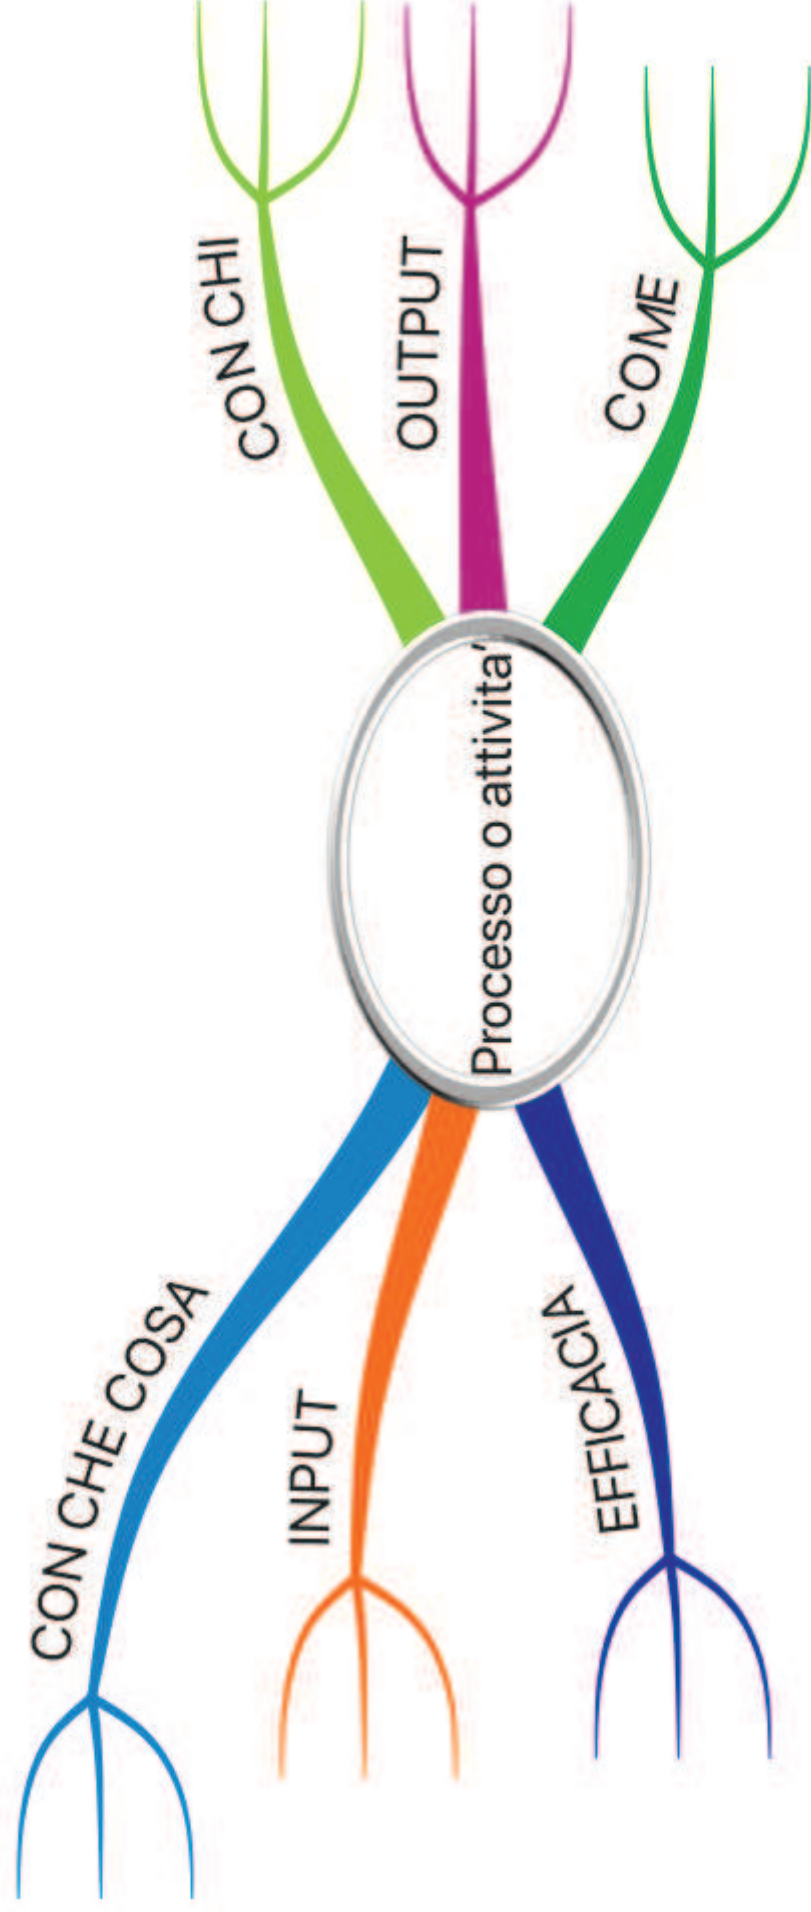 CON CHE COSA
CON CHI
INPUT
Processo o attivita'
OUTPUT
EFFICACIA
COME